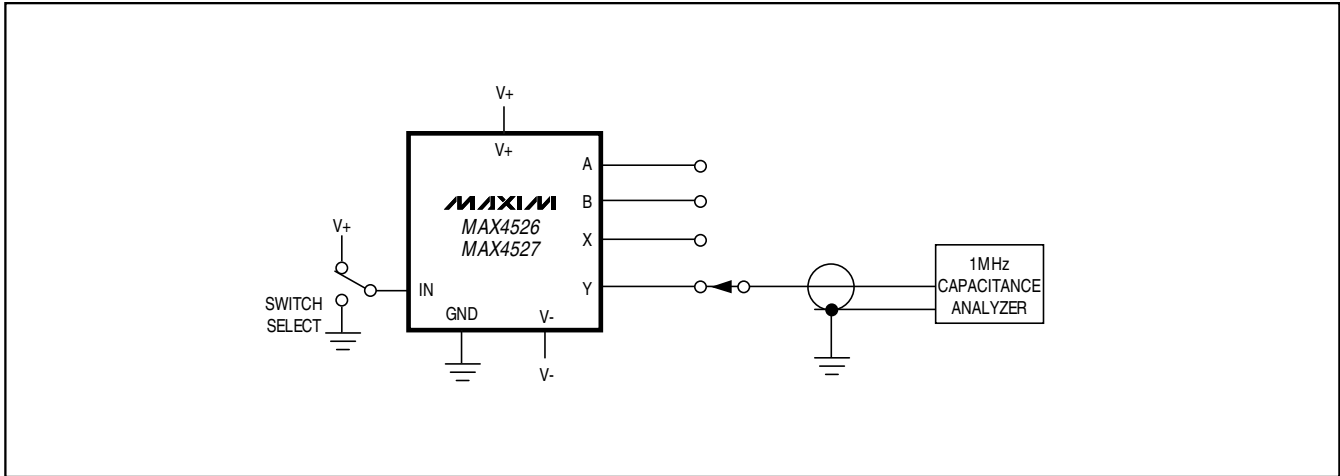 V+
V+
A
MAXIM
B
MAX4526
V+
X
MAX4527
1MHz
IN
Y
CAPACITANCE
SWITCH
ANALYZER
SELECT
GND
V-
V-